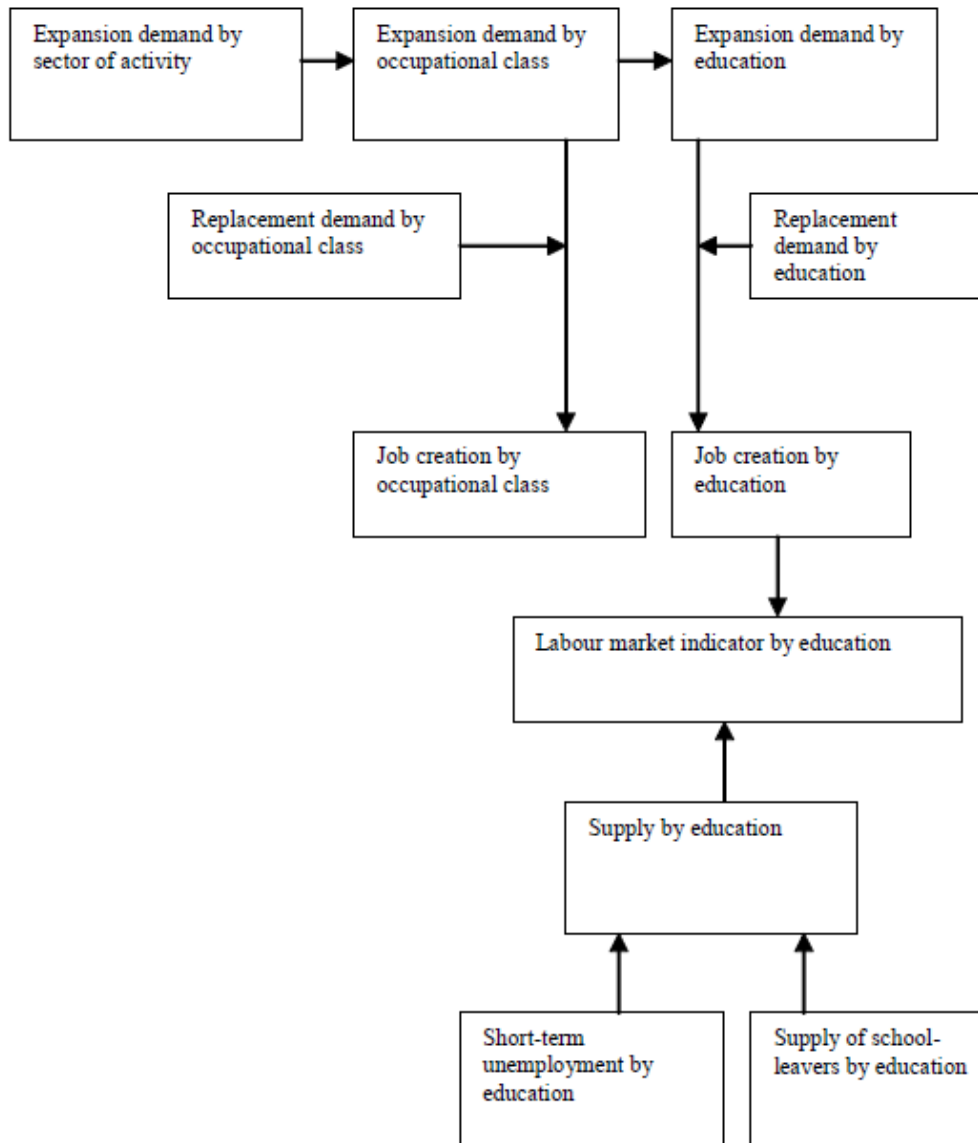 Expansion demand by
sector of activity
Expansion demand by
occupational class
Expansion demand by
education
Replacement demand by
occupational class
Replacement
demand by
education
Job creation by
occupational class
Job creation by
education
Labour market indicator by education
Supply by education
Short-term
unemployment by
education
Supply of school-
leavers by education